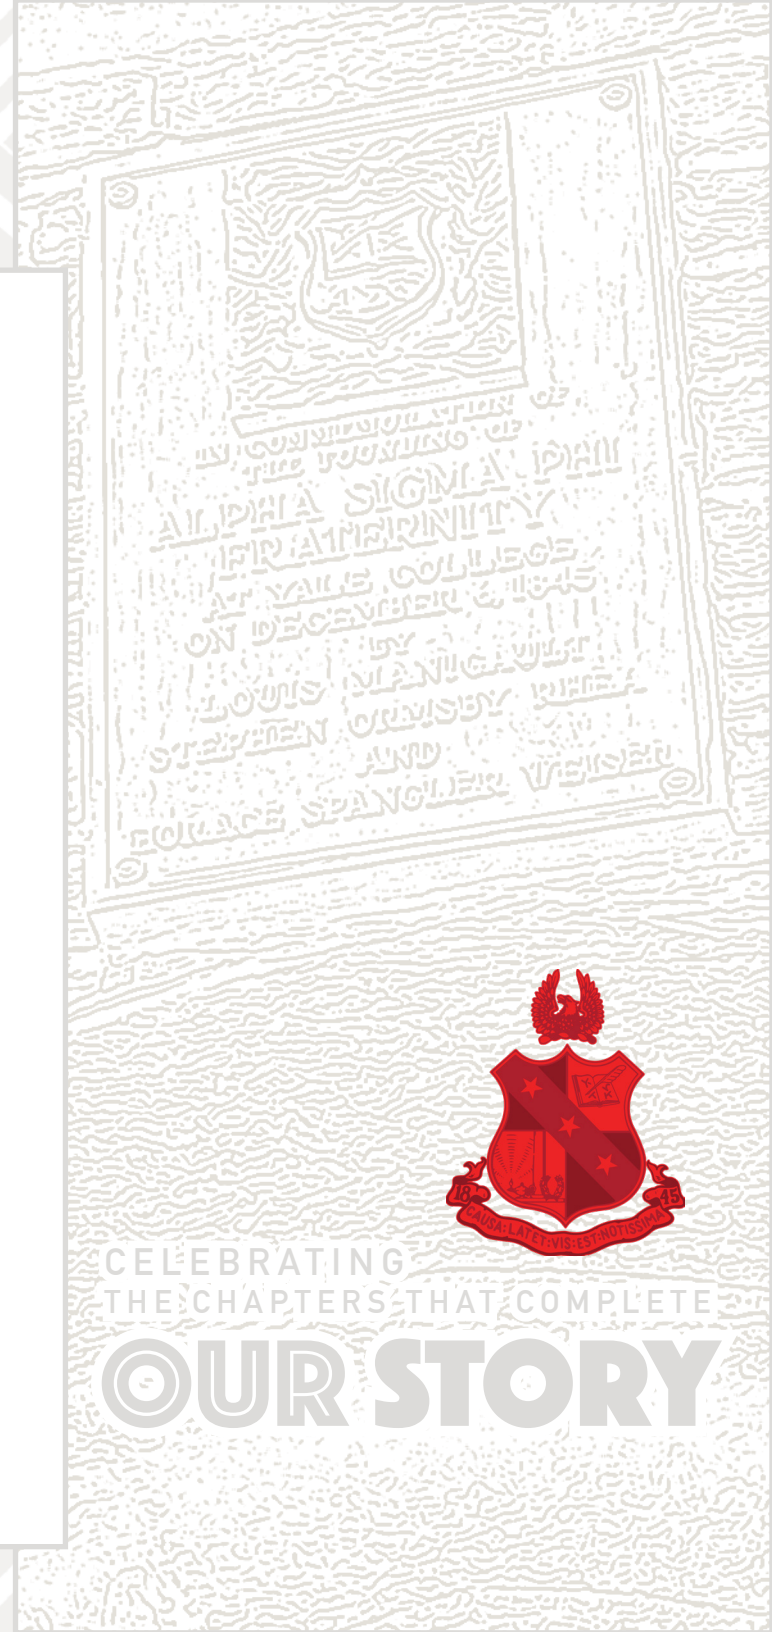 IN COMMEMORATION OF
THE FOUNDING OF
ALPHA SIGMA PHI
FRATERNITY
AT YALE COLLEGE
ON DECEMBER 6, 1845
BY
LOUIS MANIGAULT
STEPHEN ORMSBY RHEA
AND
HORACE SPANGLER WEISER
18 45
CAUSA:LATET:VIS:EST:NOTISSIMA
CELEBRATING
THE CHAPTERS THAT COMPLETE
OUR STORY